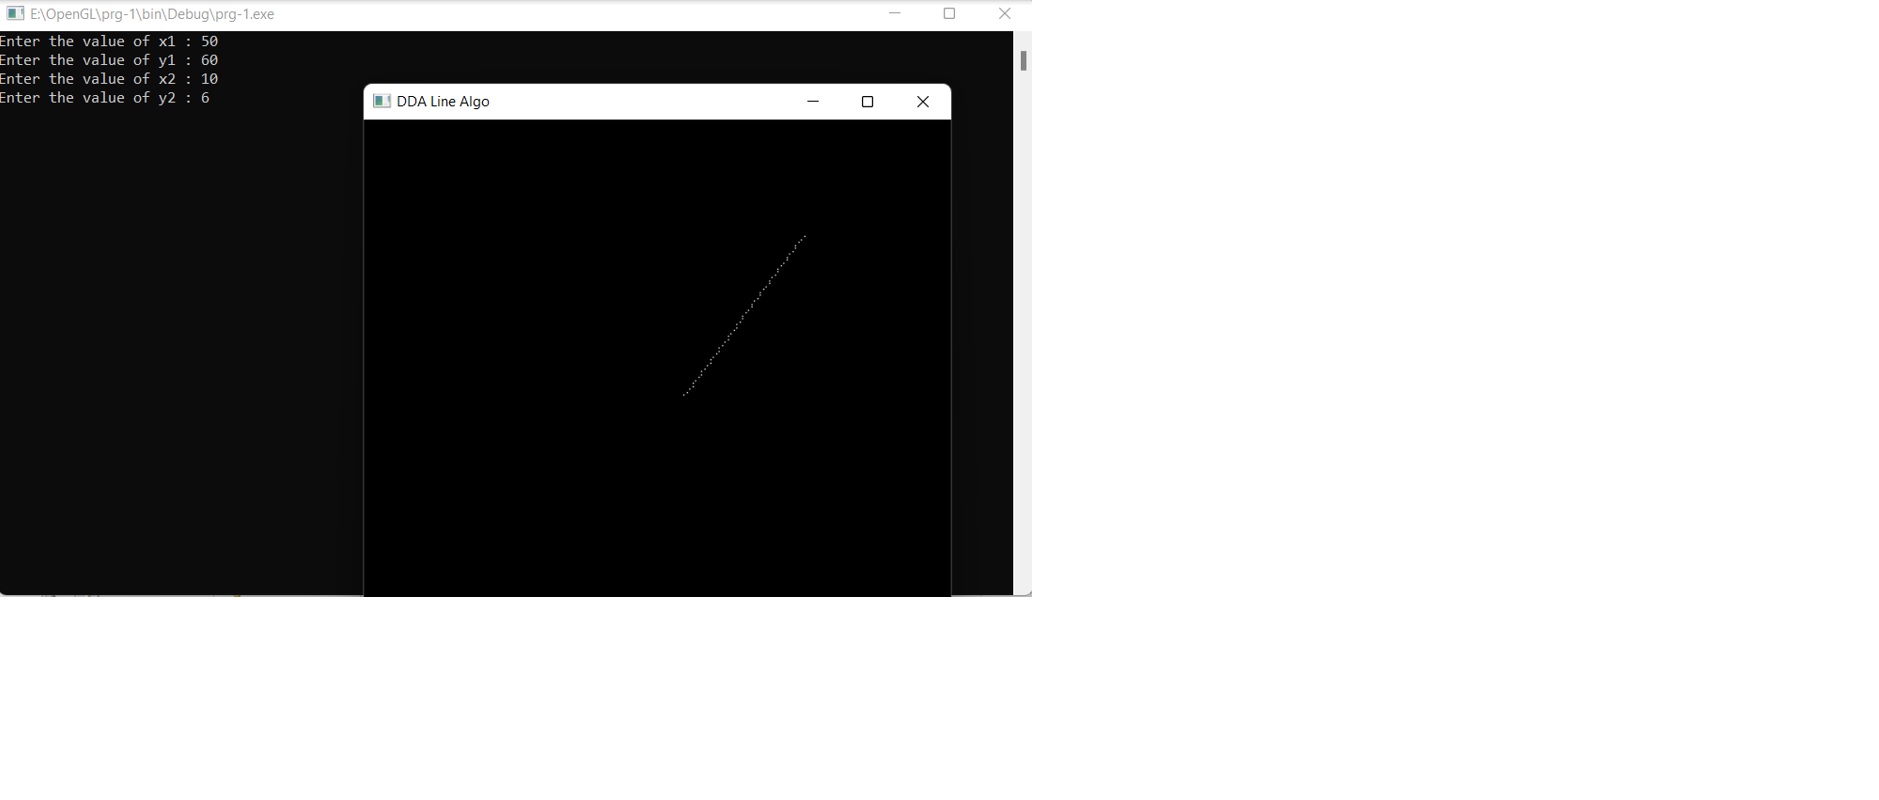 E:\OpenGL\prg-1\bin\Debug\prg-1.exe
Enter the value of x1 : 50
Enter the value of y1 : 60
Enter the value of x2 : 10
Enter the value of y2 : 6
DDA Line Algo